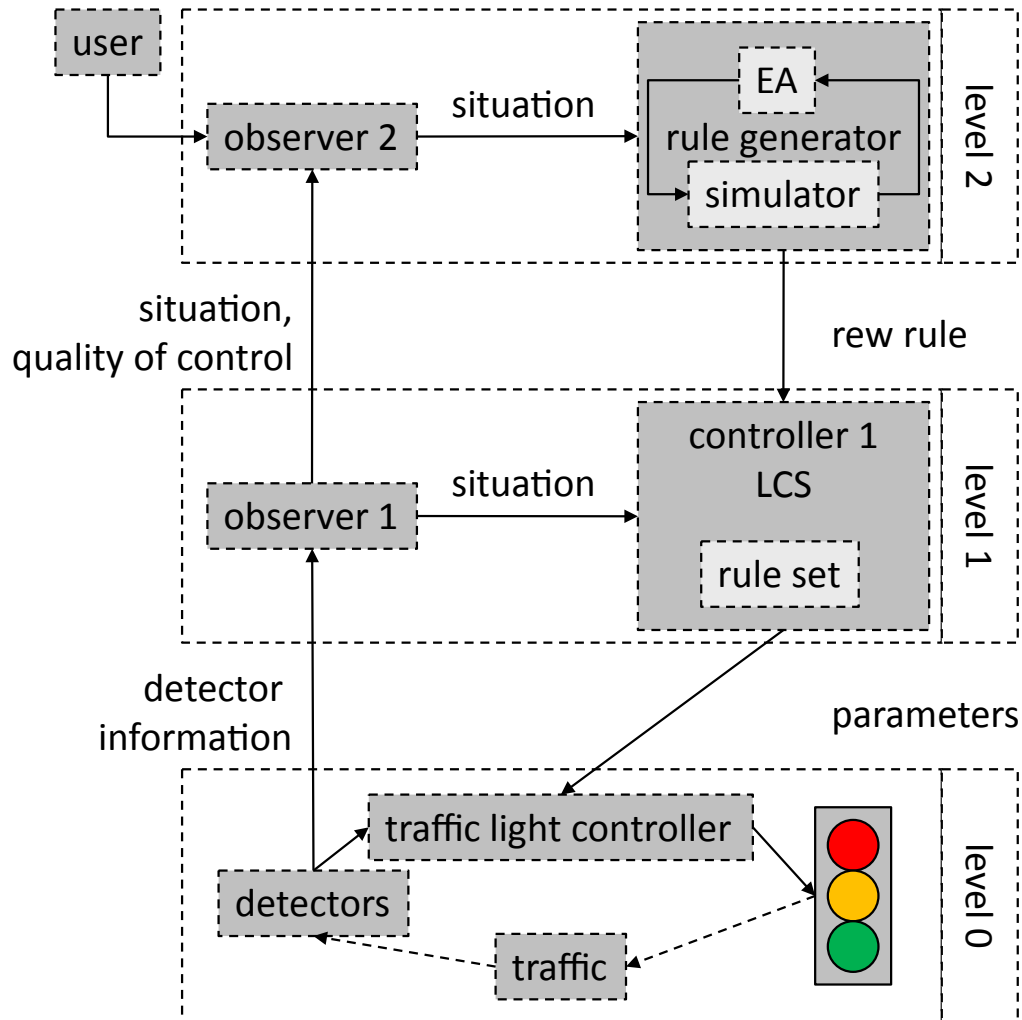 user
observer 2
situation
EA
rule generator
simulator
level 2
situation,
quality of control
rew rule
observer 1
situation
controller 1
LCS
rule set
level 1
detector
information
parameters
traffic light controller
detectors
traffic
level 0